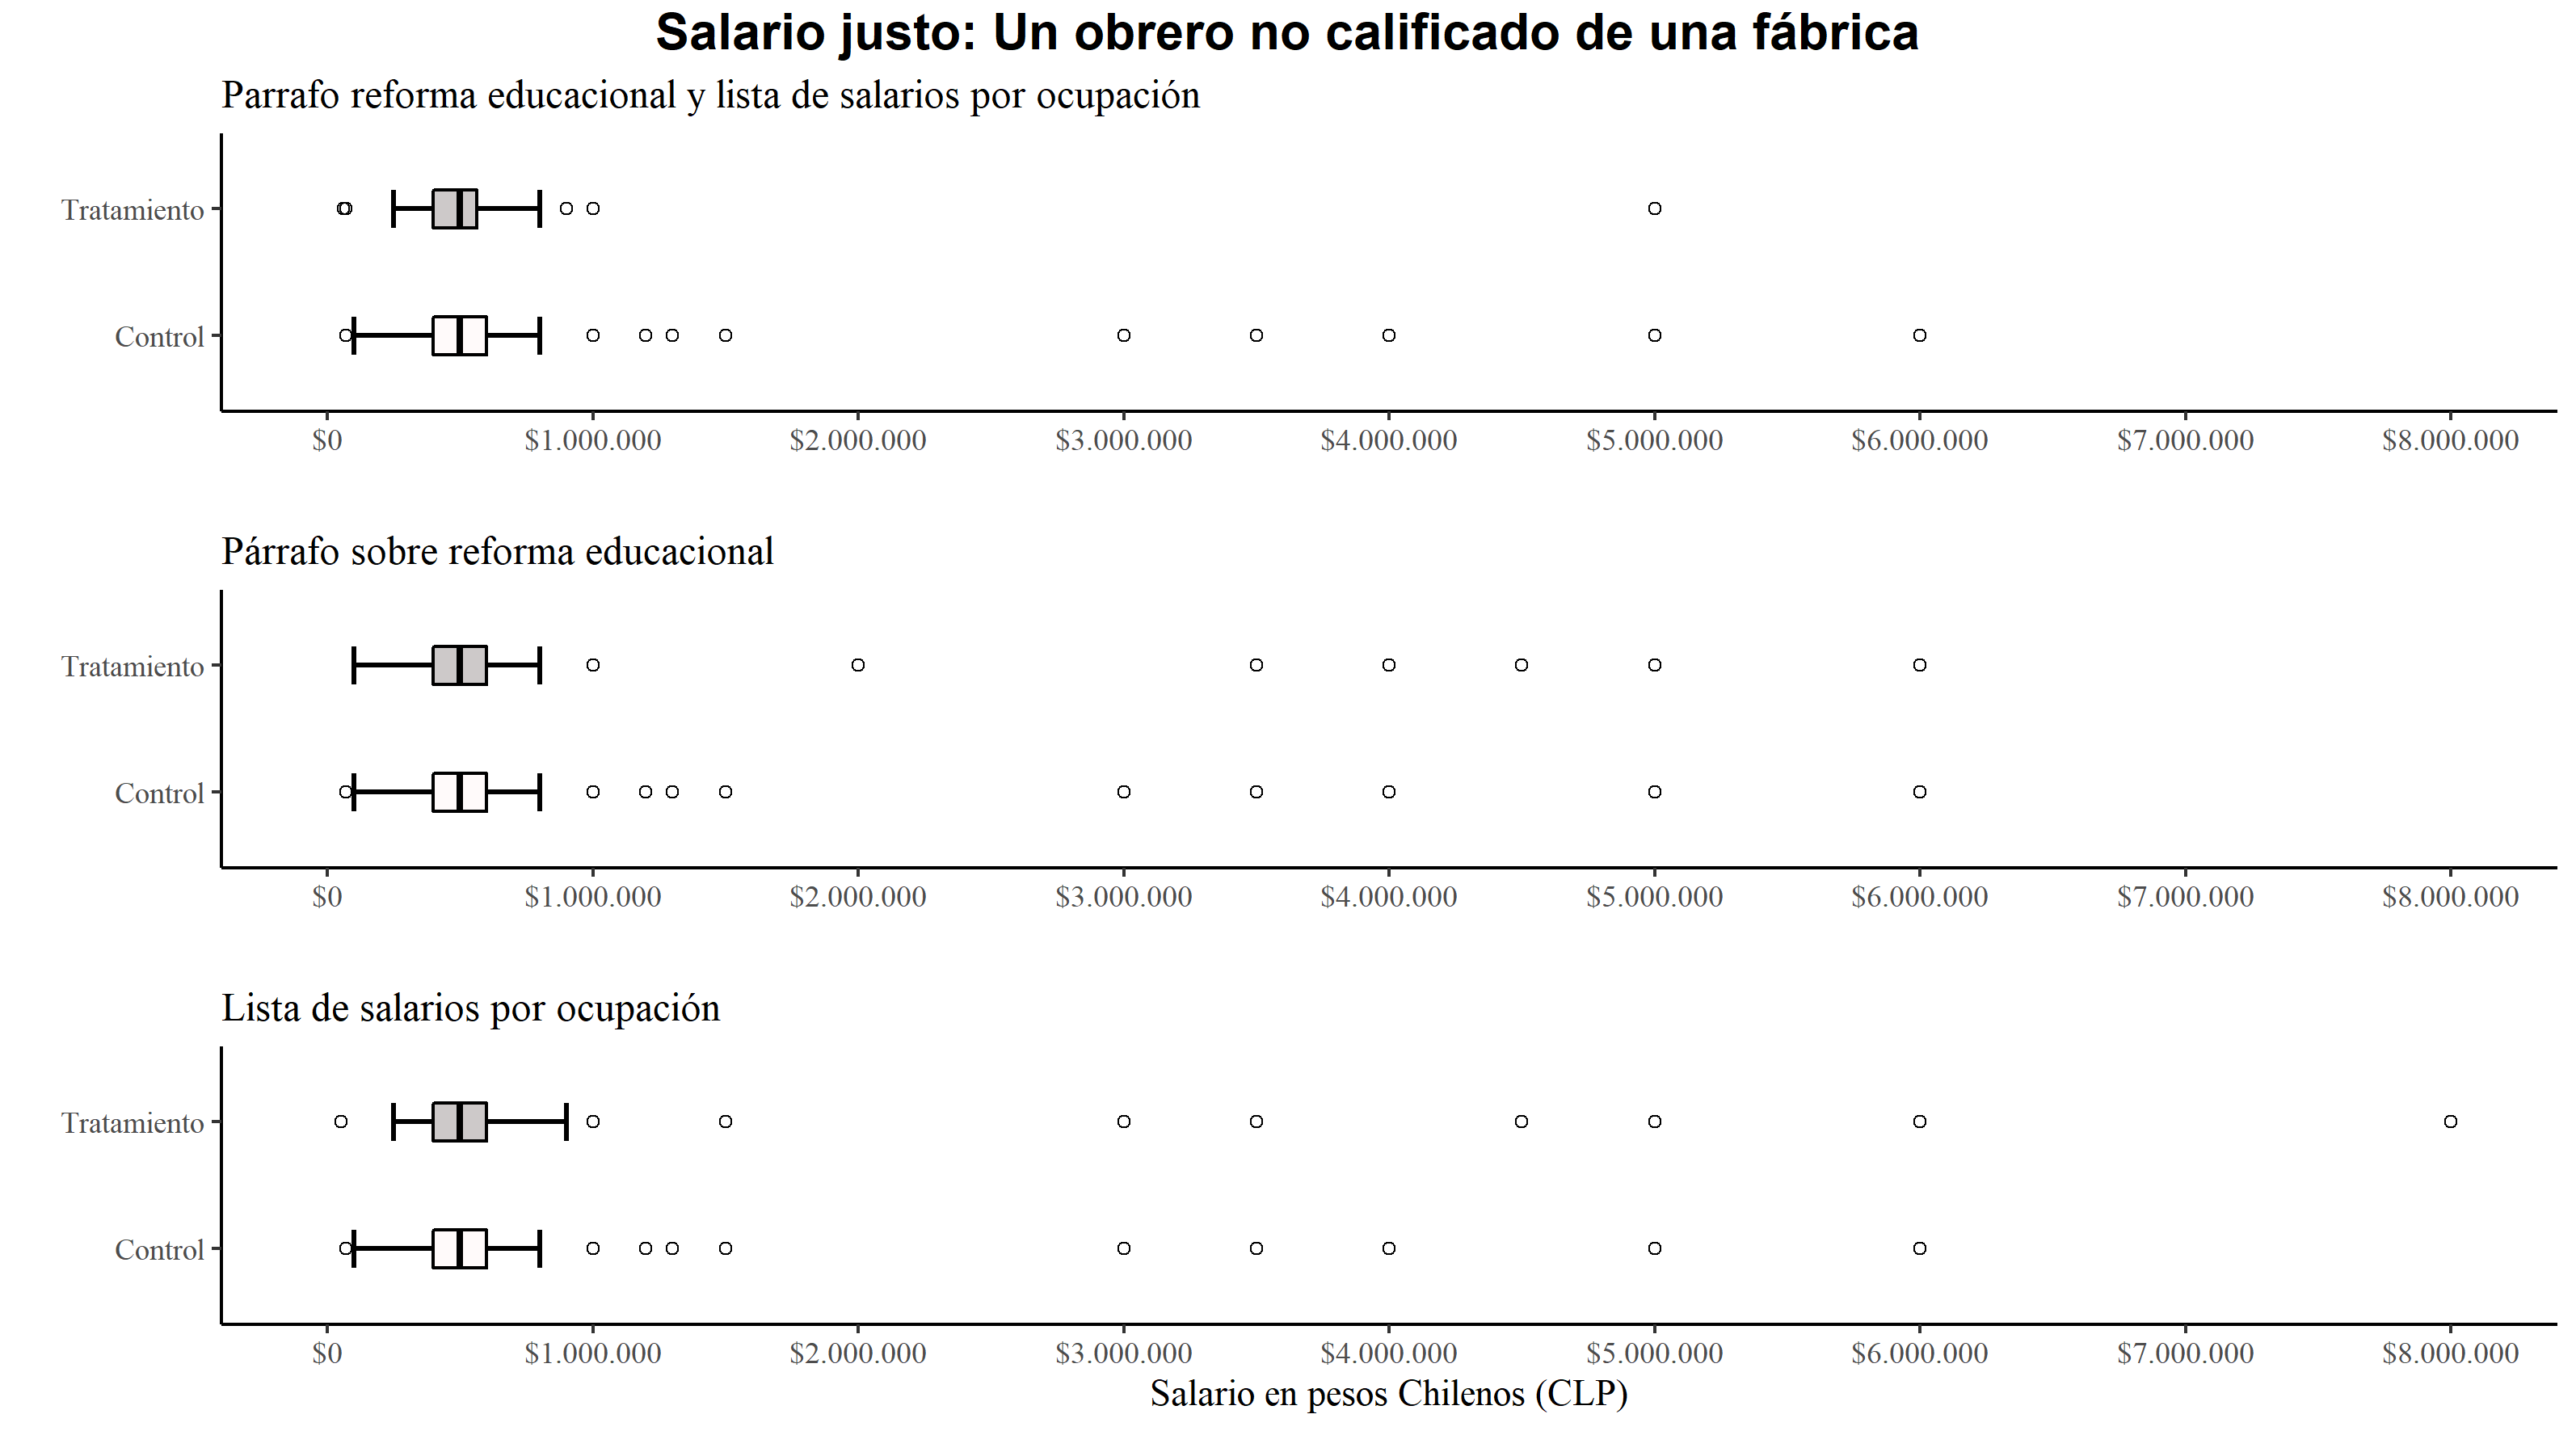 Salario justo: Un obrero no calificado de una fábrica
Parrafo reforma educacional y lista de salarios por ocupación
Tratamiento
Control
$0 $1.000.000 $2.000.000 $3.000.000 $4.000.000 $5.000.000 $6.000.000 $7.000.000 $8.000.000
Párrafo sobre reforma educacional
Tratamiento
Control
$0 $1.000.000 $2.000.000 $3.000.000 $4.000.000 $5.000.000 $6.000.000 $7.000.000 $8.000.000
Lista de salarios por ocupación
Tratamiento
Control
$0 $1.000.000 $2.000.000 $3.000.000 $4.000.000 $5.000.000 $6.000.000 $7.000.000 $8.000.000
Salario en pesos Chilenos (CLP)